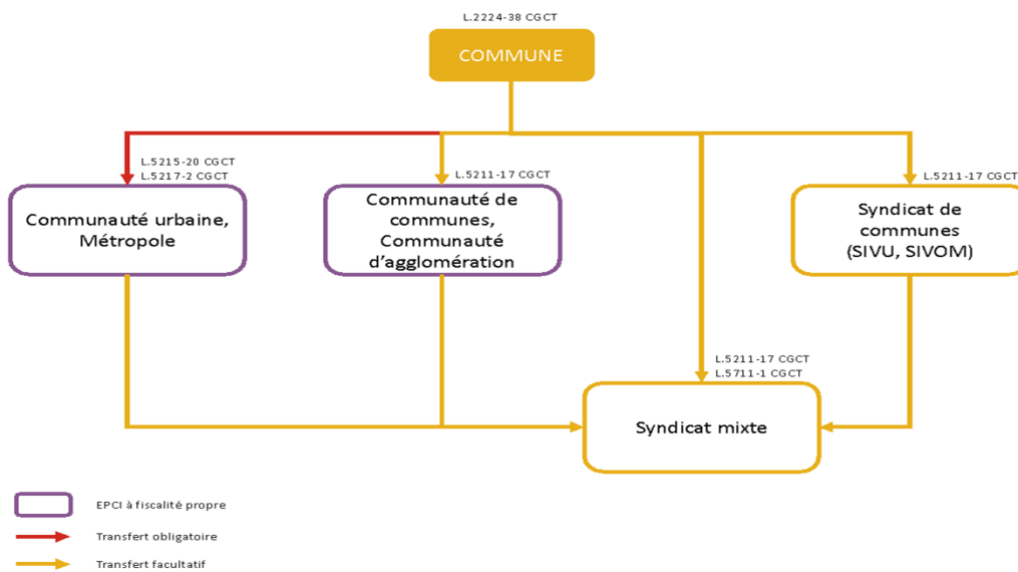 L.2224-38 CGCT
COMMUNE
L.5215-20 CGCT
L.5217-2 CGCT
Communauté urbaine,
Métropole
L.5211-17 CGCT
Communauté de
communes,
Communauté
d’agglomération
L.5211-17 CGCT
Syndicat de
communes
(SIVU, SIVOM)
L.5211-17 CGCT
L.5711-1 CGCT
Syndicat mixte
EPCI à fiscalité propre
Transfert obligatoire
Transfert facultatif